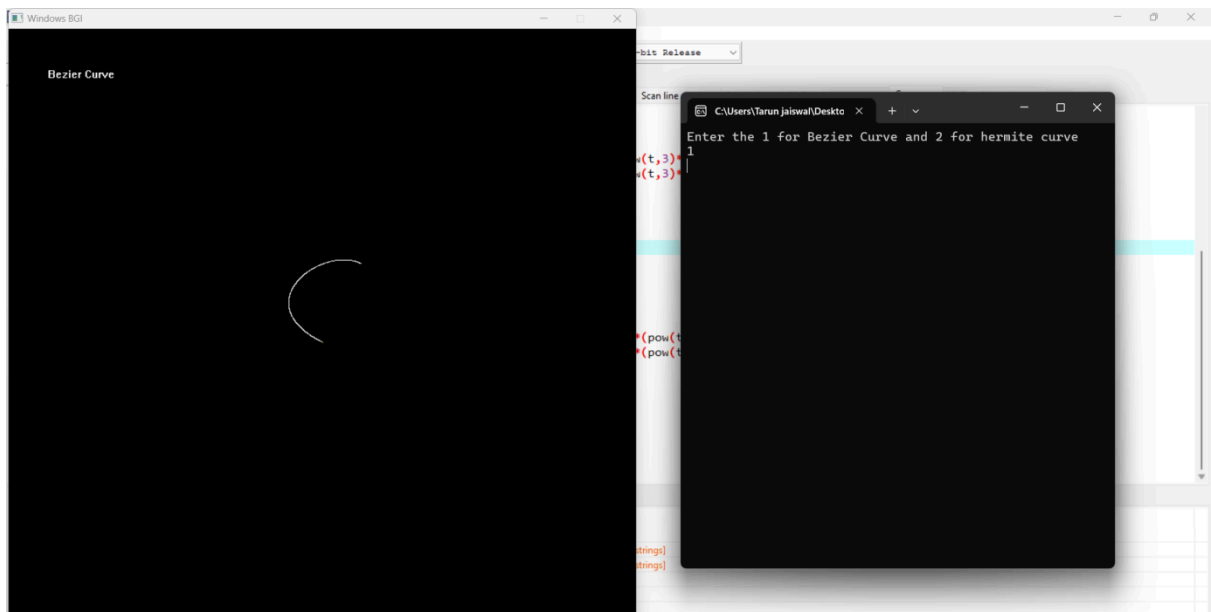 Windows BGI
Bezier Curve
-bit Release
Scan line
C:\Users\Tarun jaiswal\Deskto
Enter the 1 for Bezier Curve and 2 for hermite curve
1
(t,3)*
(t,3)*
*(pow(t
*(pow(t
strings]
strings]